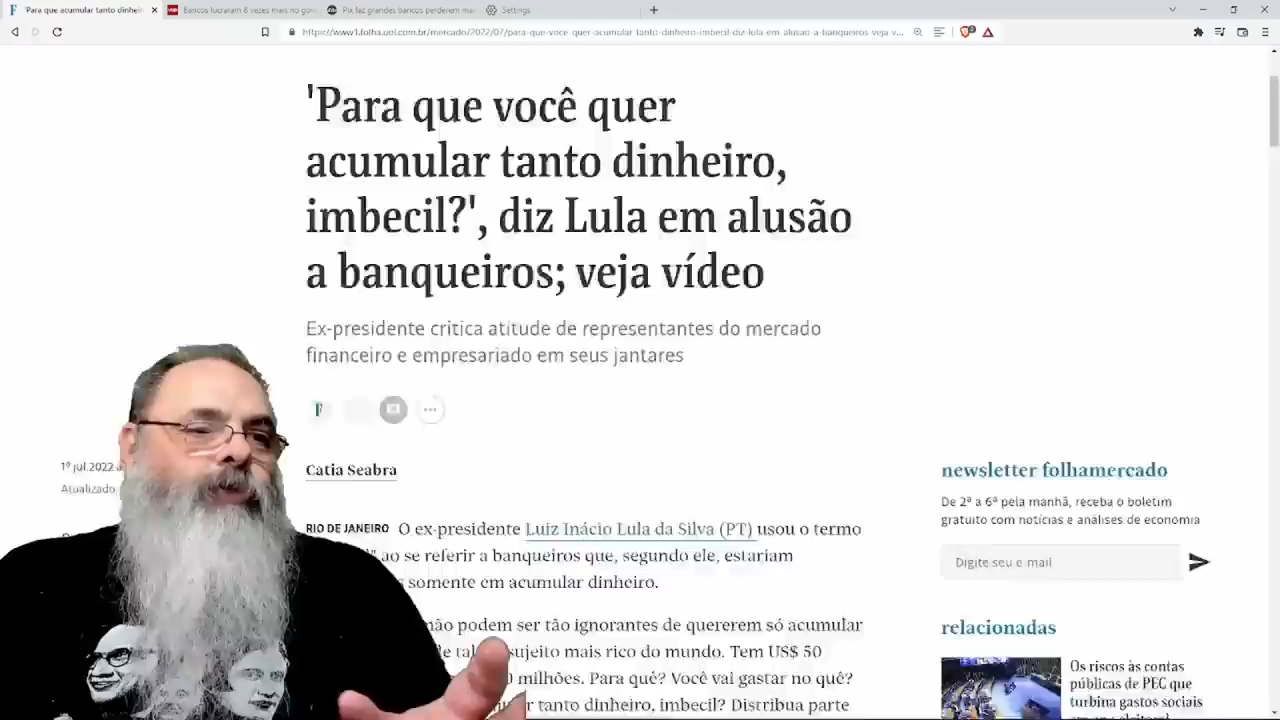 'Para que acumular tanto dinheir
Bancos lucraram 8 vezes mais no gov
Pix faz grandes bancos perderem mai
Settings
https://www1.folha.uol.com.br/mercado/2022/07/para-que-voce-quer-acumular-tanto-dinheiro-imbecil-diz-lula-em-alusao-a-banqueiros-veja-v...
'Para que você quer
acumular tanto dinheiro,
imbecil?', diz Lula em alusão
a banqueiros; veja vídeo
Ex-presidente critica atitude de representantes do mercado
financeiro e empresariado em seus jantares
F
1º jul.2022
Atualizado
Catia Seabra
RIO DE JANEIRO O ex-presidente Luiz Inácio Lula da Silva (PT) usou o termo
ao se referir a banqueiros que, segundo ele, estariam
somente em acumular dinheiro.
não podem ser tão ignorantes de quererem só acumular
sujeito mais rico do mundo. Tem US$ 50
milhões. Para quê? Você vai gastar no quê?
tanto dinheiro, imbecil? Distribua parte
newsletter folhamercado
De 2ª a 6ª pela manhã, receba o boletim
gratuito com notícias e análises de economia
Digite seu e-mail
relacionadas
Os riscos às contas
públicas de PEC que
turbina gastos sociais